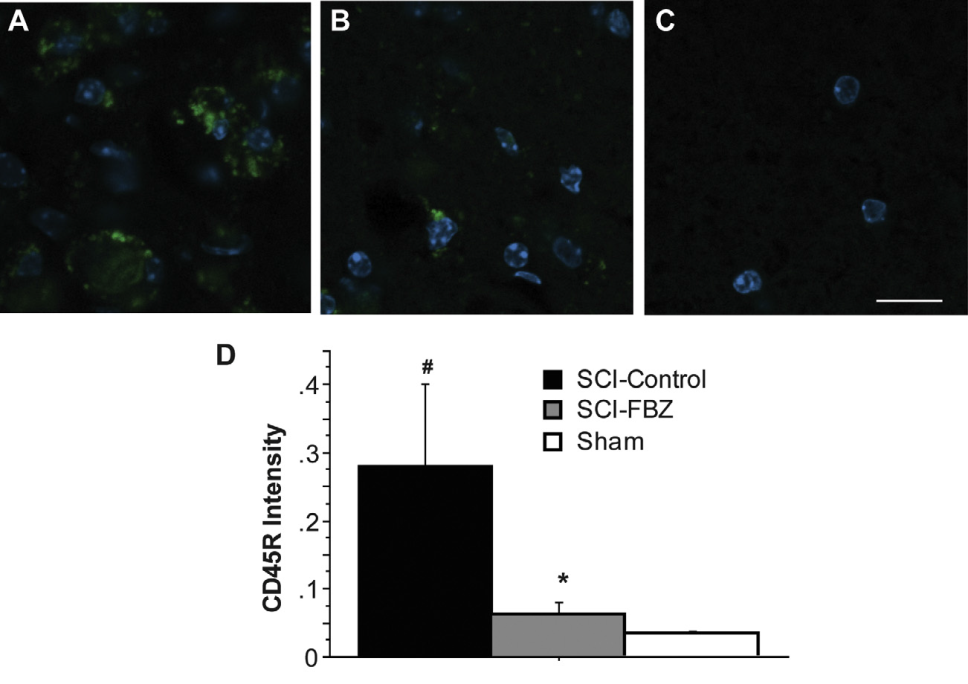 A
B
C
D
#
*
.4
.3
.2
.1
0
CD45R Intensity
SCI-Control
SCI-FBZ
Sham